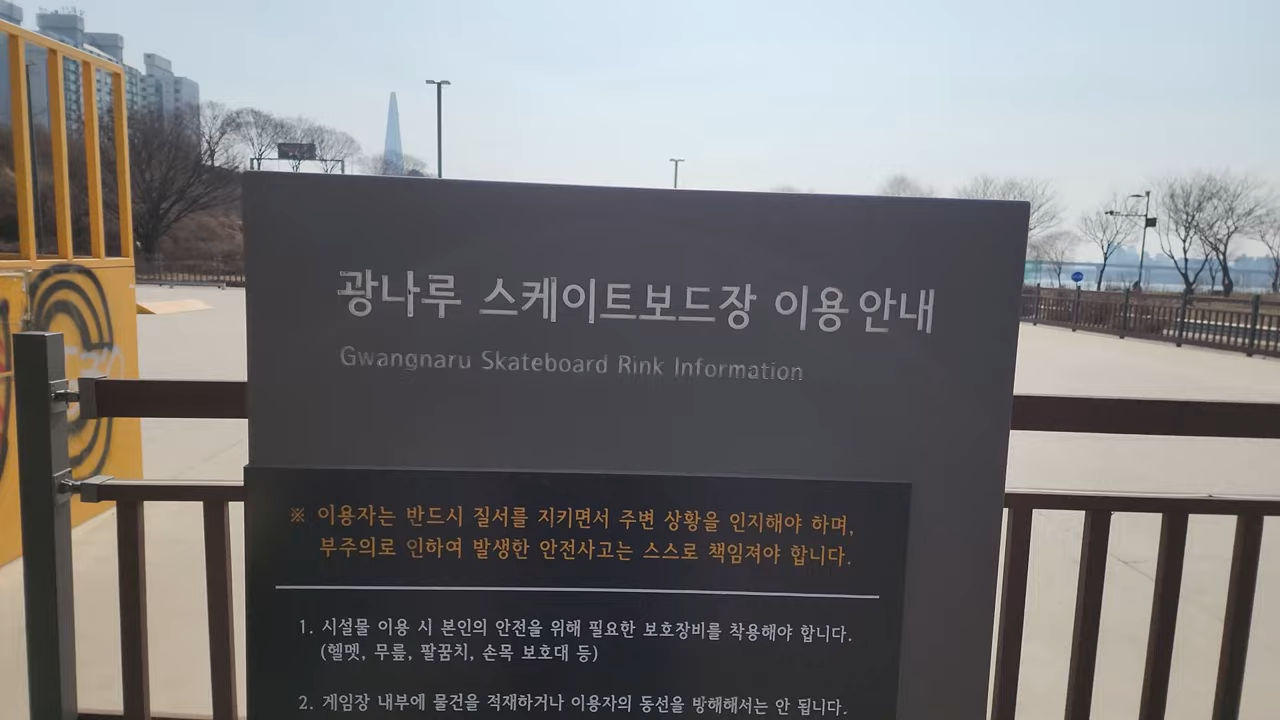 광나루 스케이트보드장 이용안내
Gwangnaru Skateboard Rink Information
※ 이용자는 반드시 질서를 지키면서 주변 상황을 인지해야 하며,
부주의로 인하여 발생한 안전사고는 스스로 책임져야 합니다.
1. 시설물 이용 시 본인의 안전을 위해 필요한 보호장비를 착용해야 합니다.
(헬멧, 무릎, 팔꿈치, 손목 보호대 등)
2. 게임장 내부에 물건을 적재하거나 이용자의 동선을 방해해서는 안 됩니다.